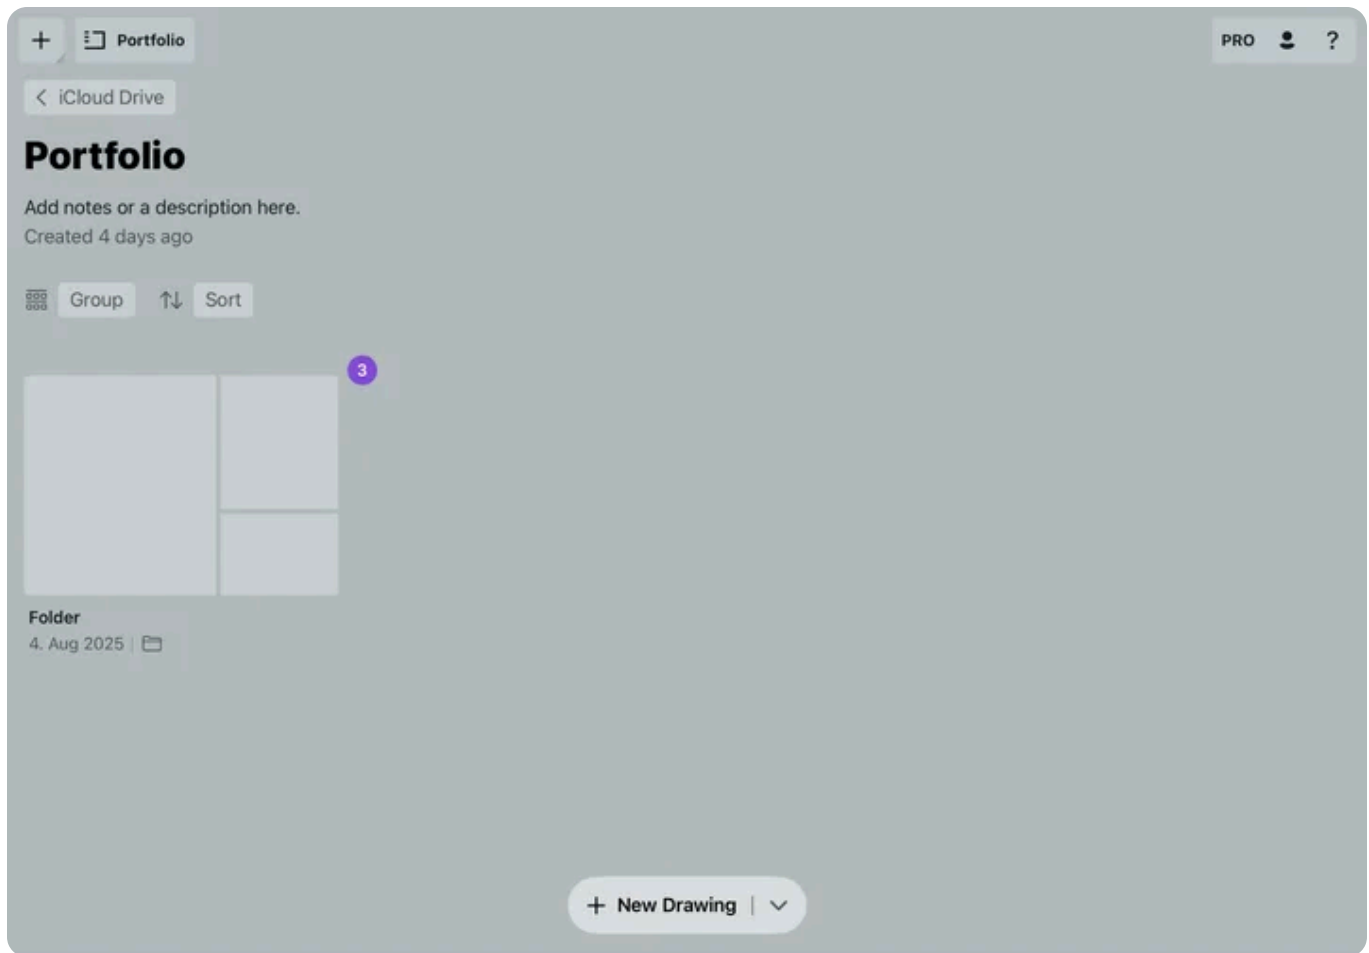 + Portfolio PRO ?
iCloud Drive
Portfolio
Add notes or a description here.
Created 4 days ago
Group Sort
3
Folder
4. Aug 2025
+ New Drawing